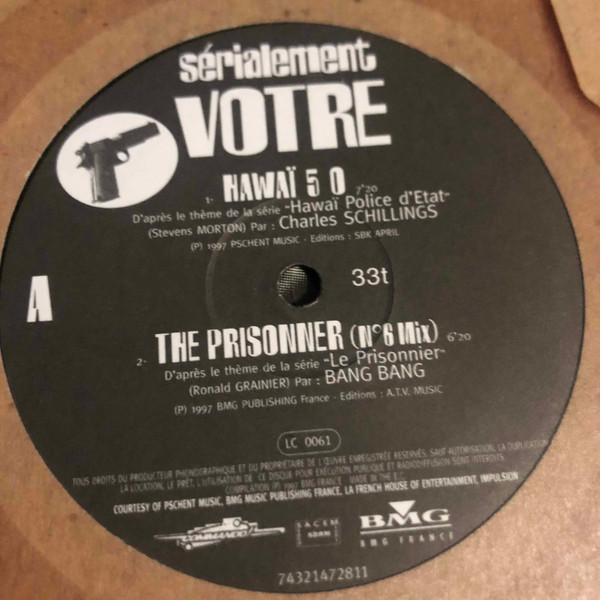 sérialement
VOTRE
1- HAWAÏ 5 0 7'20
D'après le thème de la série "Hawaï Police d'Etat"
(Stevens MORTON) Par : Charles SCHILLINGS
(P) 1997 PSCHENT MUSIC - Editions : SBK APRIL
A
33t
2- THE PRISONNER (N°6 Mix) 6'20
D'après le thème de la série "Le Prisonnier"
(Ronald GRAINIER) Par : BANG BANG
(P) 1997 BMG PUBLISHING France - Editions : A.T.V. MUSIC
LC 0061
TOUS DROITS DU PRODUCTEUR PHONOGRAPHIQUE ET DU PROPRIETAIRE DE L'ŒUVRE ENREGISTREE RESERVES. SAUF AUTORISATION, LA DUPLICATION
LA LOCATION, LE PRET, L'UTILISATION DE CE DISQUE POUR EXECUTION PUBLIQUE ET RADIODIFFUSION SONT INTERDITS.
COMPILATION (P) 1997 BMG FRANCE MADE IN THE E.C.
COURTESY OF PSCHENT MUSIC, BMG MUSIC PUBLISHING FRANCE, LA FRENCH HOUSE OF ENTERTAINMENT, IMPULSION
COMMANDO
SACEM
SDRM
BMG
BMG FRANCE
74321472811